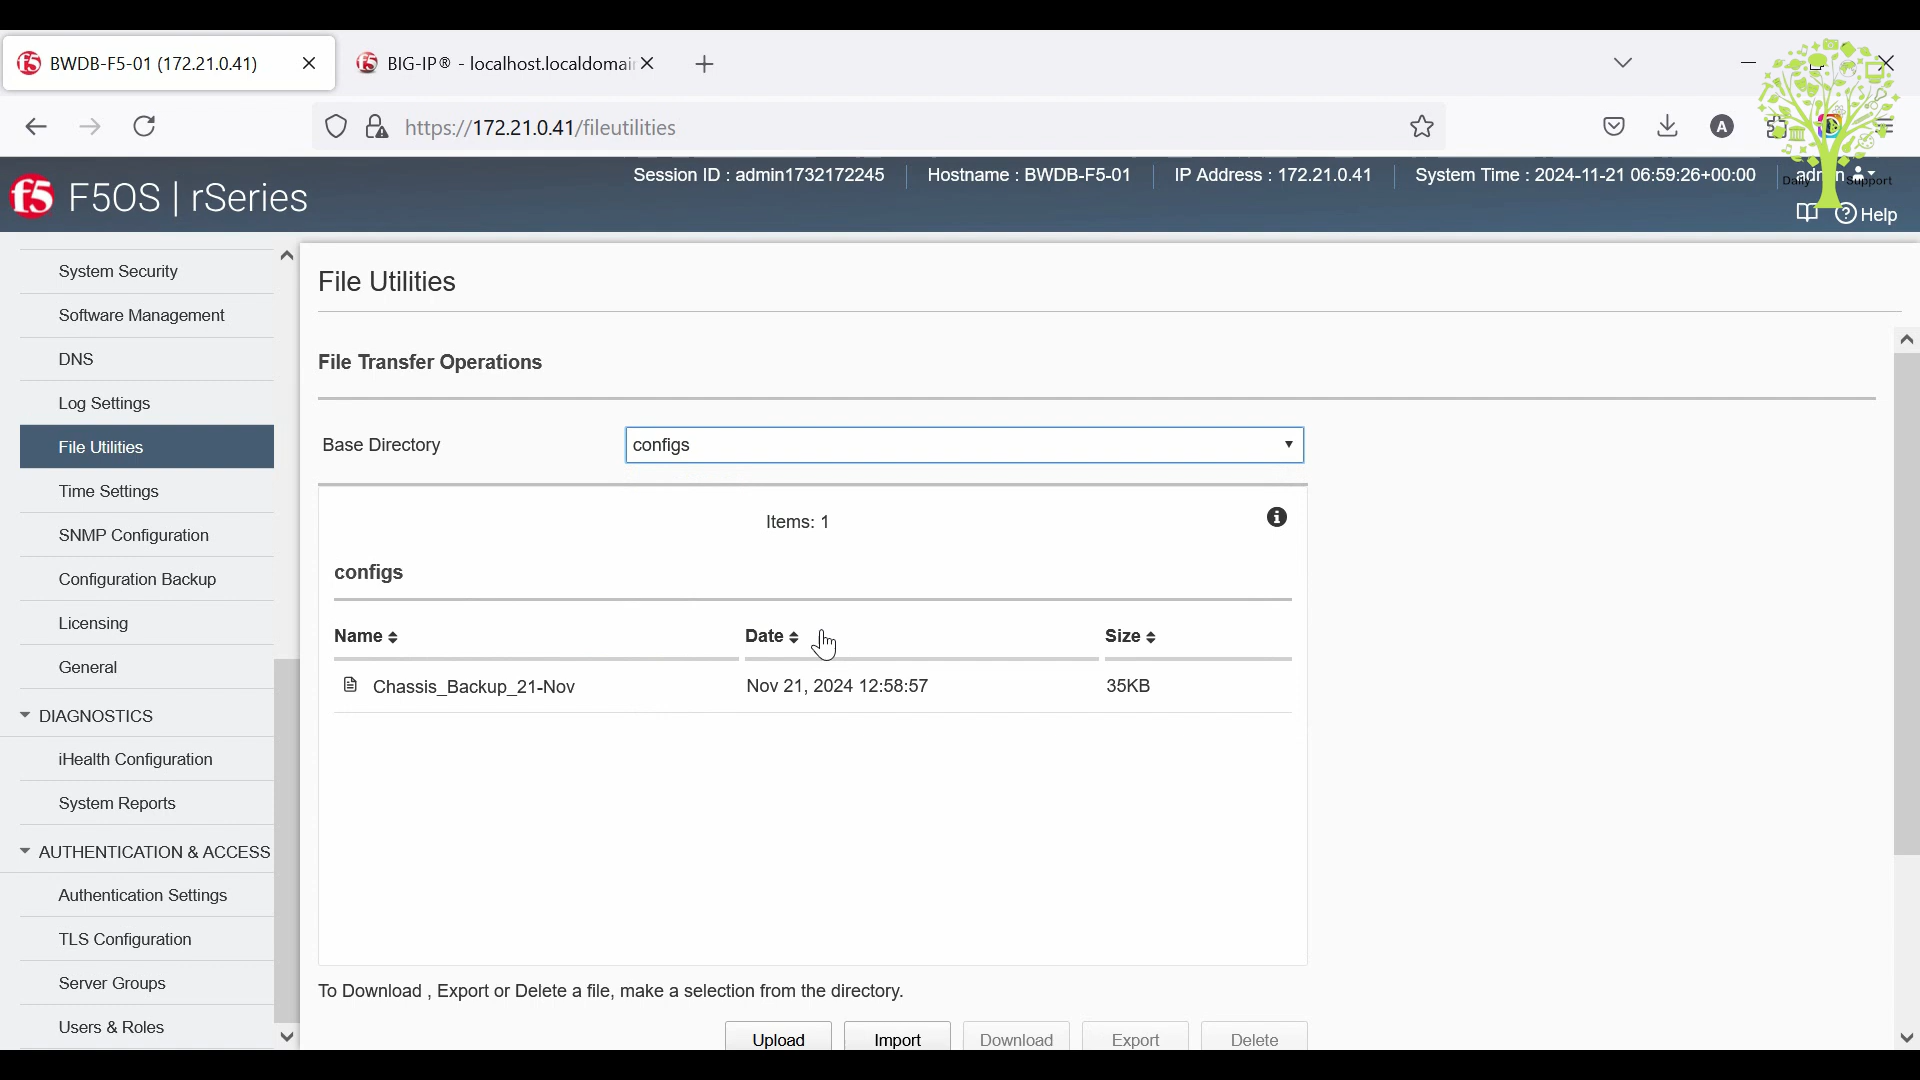 BWDB-F5-01 (172.21.0.41)
BIG-IP® - localhost.localdomai
https://172.21.0.41/fileutilities
A
F5OS | rSeries
Session ID : admin1732172245
Hostname : BWDB-F5-01
IP Address : 172.21.0.41
System Time : 2024-11-21 06:59:26+00:00
Daily Support
Help
System Security
Software Management
DNS
Log Settings
File Utilities
Time Settings
SNMP Configuration
Configuration Backup
Licensing
General
DIAGNOSTICS
iHealth Configuration
System Reports
AUTHENTICATION & ACCESS
Authentication Settings
TLS Configuration
Server Groups
Users & Roles
File Utilities
File Transfer Operations
Base Directory
configs
Items: 1
configs
Name
Date
Size
Chassis_Backup_21-Nov
Nov 21, 2024 12:58:57
35KB
To Download , Export or Delete a file, make a selection from the directory.
Upload
Import
Download
Export
Delete